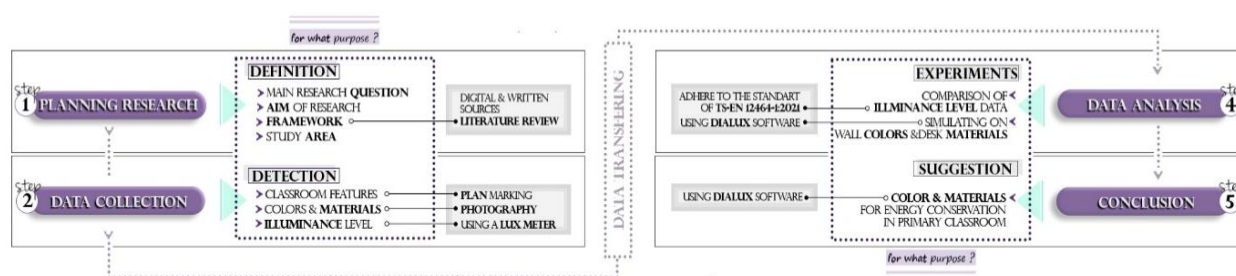 for what purpose ?
step
1 PLANNING RESEARCH
DEFINITION
MAIN RESEARCH QUESTION
AIM OF RESEARCH
FRAMEWORK
STUDY AREA
DIGITAL & WRITTEN
SOURCES
LITERATURE REVIEW
step
2 DATA COLLECTION
DETECTION
CLASSROOM FEATURES
COLORS & MATERIALS
ILLUMINANCE LEVEL
PLAN MARKING
PHOTOGRAPHY
USING A LUX METER
DATA TRANSFERING
ADHERE TO THE STANDART
OF TS-EN 12464-1:2021
USING DIALUX SOFTWARE
EXPERIMENTS
COMPARISON OF
ILLMINANCE LEVEL DATA
SIMULATING ON
WALL COLORS &DESK MATERIALS
DATA ANALYSIS
step
4
USING DIALUX SOFTWARE
SUGGESTION
COLOR & MATERIALS
FOR ENERGY CONSERVATION
IN PRIMARY CLASSROOM
CONCLUSION
step
5
for what purpose ?